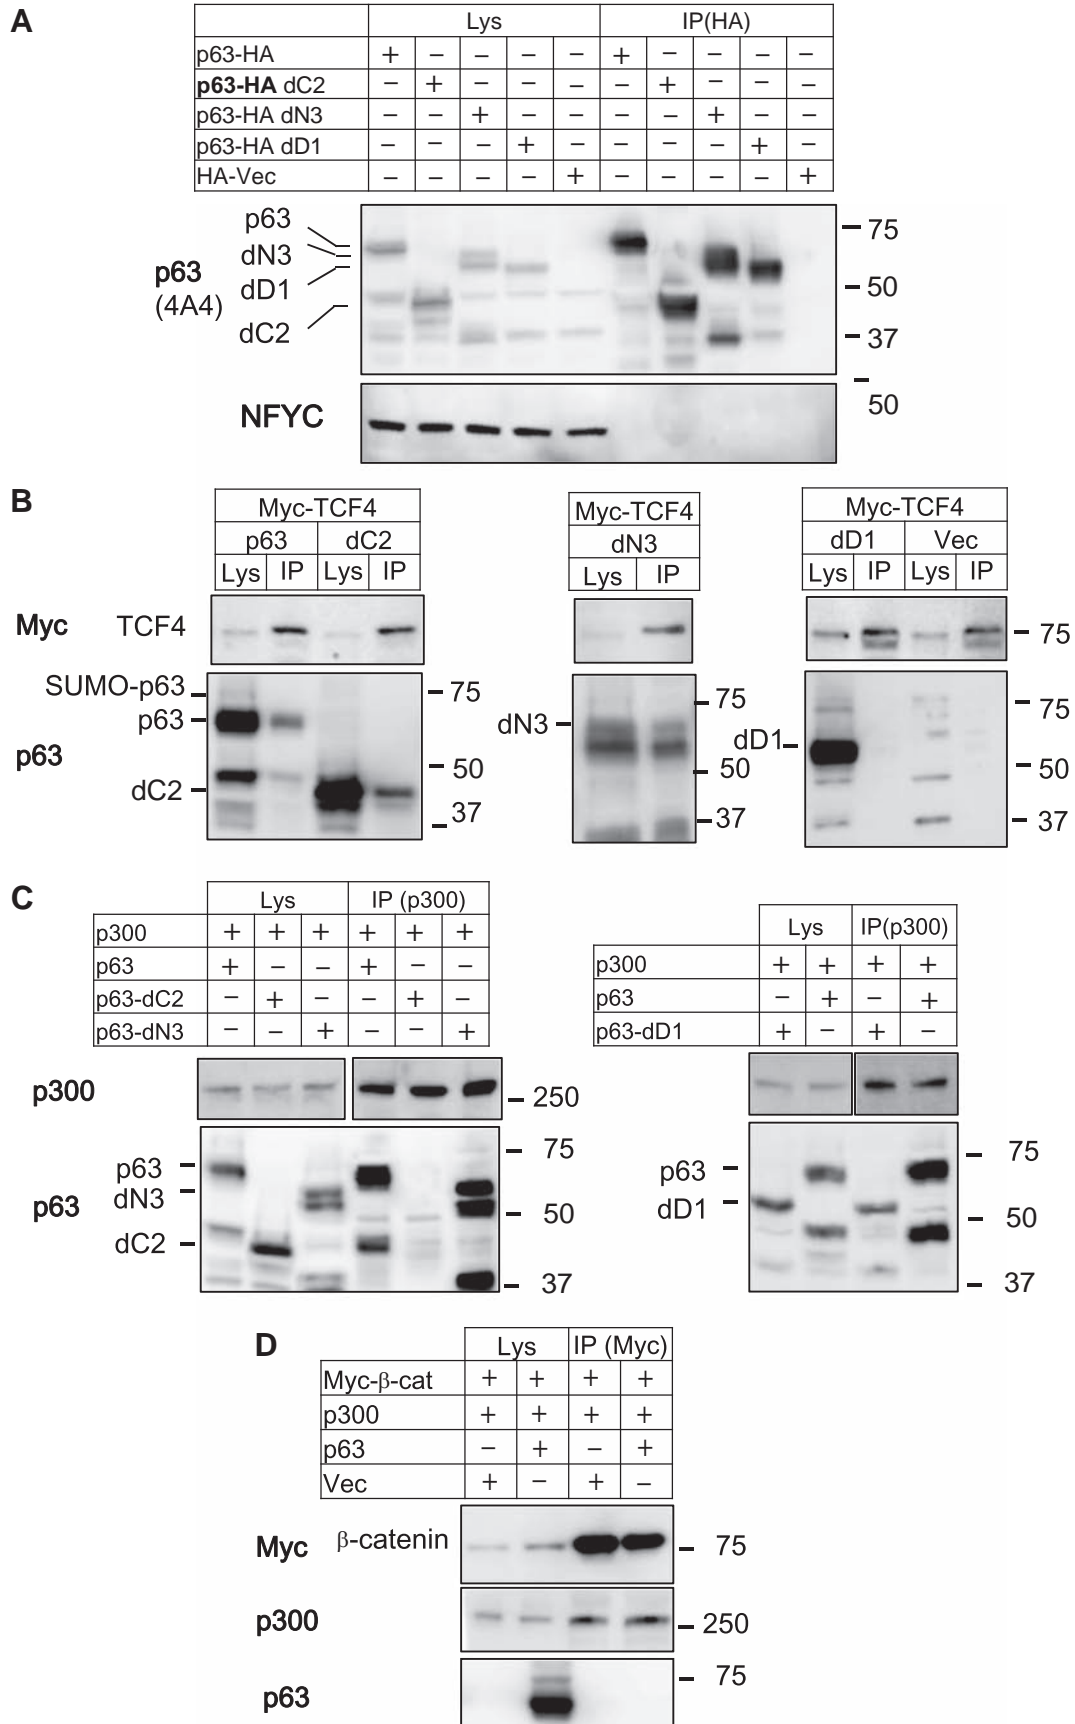 A
Lys IP(HA)
p63-HA + − − − − + − − − −
p63-HA dC2 − + − − − − + − − −
p63-HA dN3 − − + − − − − + − −
p63-HA dD1 − − − + − − − − + −
HA-Vec − − − − + − − − − +
p63
dN3
dD1
dC2
p63
(4A4)
75
50
37
50
NFYC
B
Myc-TCF4
p63 dC2
Lys IP Lys IP
Myc-TCF4
dN3
Lys IP
Myc-TCF4
dD1 Vec
Lys IP Lys IP
Myc TCF4
75
SUMO-p63
p63
dC2
p63
75
50
37
dN3
75
50
37
dD1
75
50
37
C
Lys IP (p300)
p300 + + + + + +
p63 + − − + − −
p63-dC2 − + − − + −
p63-dN3 − − + − − +
Lys IP(p300)
p300 + + + +
p63 − + − +
p63-dD1 + − + −
p300
250
p63
dN3
dC2
p63
75
50
37
p63
dD1
75
50
37
D
Lys IP (Myc)
Myc-β-cat + + + +
p300 + + + +
p63 − + − +
Vec + − + −
Myc β-catenin 75
p300 250
p63 75